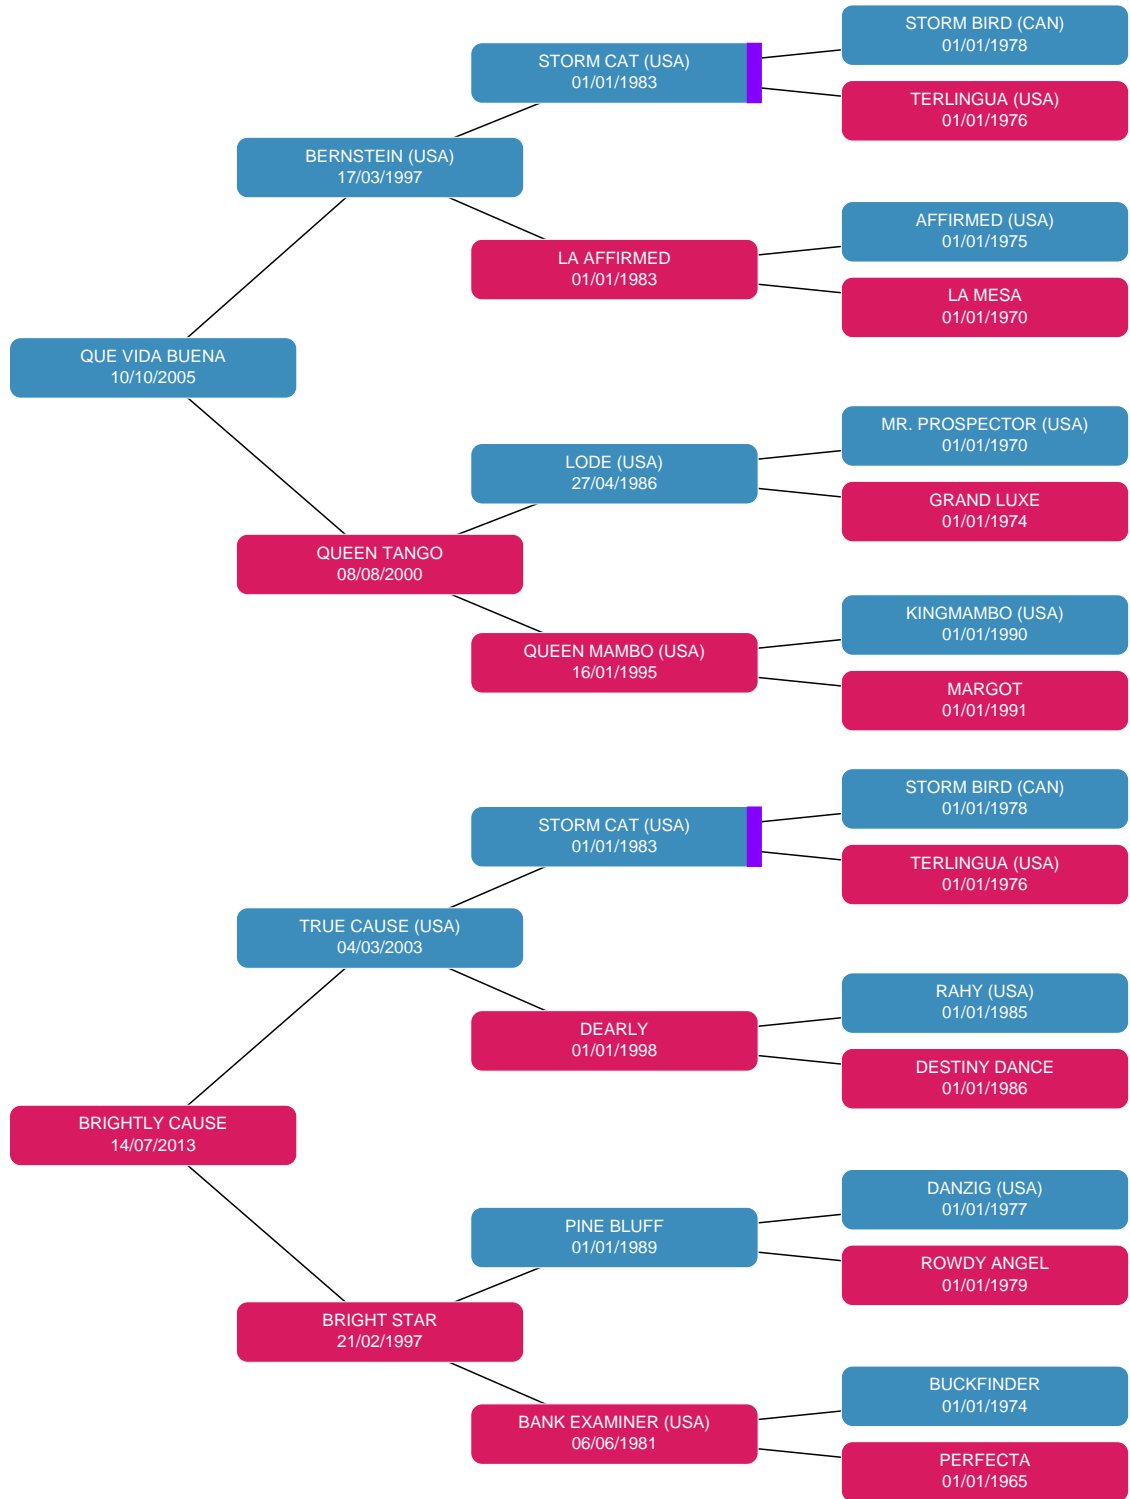 STORM BIRD (CAN)
01/01/1978
STORM CAT (USA)
01/01/1983
TERLINGUA (USA)
01/01/1976
BERNSTEIN (USA)
17/03/1997
AFFIRMED (USA)
01/01/1975
LA AFFIRMED
01/01/1983
LA MESA
01/01/1970
QUE VIDA BUENA
10/10/2005
MR. PROSPECTOR (USA)
01/01/1970
LODE (USA)
27/04/1986
GRAND LUXE
01/01/1974
QUEEN TANGO
08/08/2000
KINGMAMBO (USA)
01/01/1990
QUEEN MAMBO (USA)
16/01/1995
MARGOT
01/01/1991
STORM BIRD (CAN)
01/01/1978
STORM CAT (USA)
01/01/1983
TERLINGUA (USA)
01/01/1976
TRUE CAUSE (USA)
04/03/2003
RAHY (USA)
01/01/1985
DEARLY
01/01/1998
DESTINY DANCE
01/01/1986
BRIGHTLY CAUSE
14/07/2013
DANZIG (USA)
01/01/1977
PINE BLUFF
01/01/1989
ROWDY ANGEL
01/01/1979
BRIGHT STAR
21/02/1997
BUCKFINDER
01/01/1974
BANK EXAMINER (USA)
06/06/1981
PERFECTA
01/01/1965